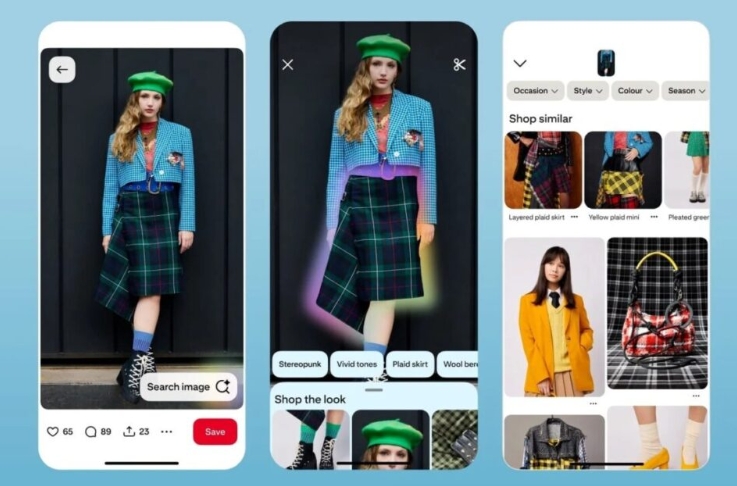 Search image
65
89
23
Save
Stereopunk
Vivid tones
Plaid skirt
Wool ber
Shop the look
Occasion
Style
Colour
Season
Shop similar
Layered plaid skirt
Yellow plaid mini
Pleated green